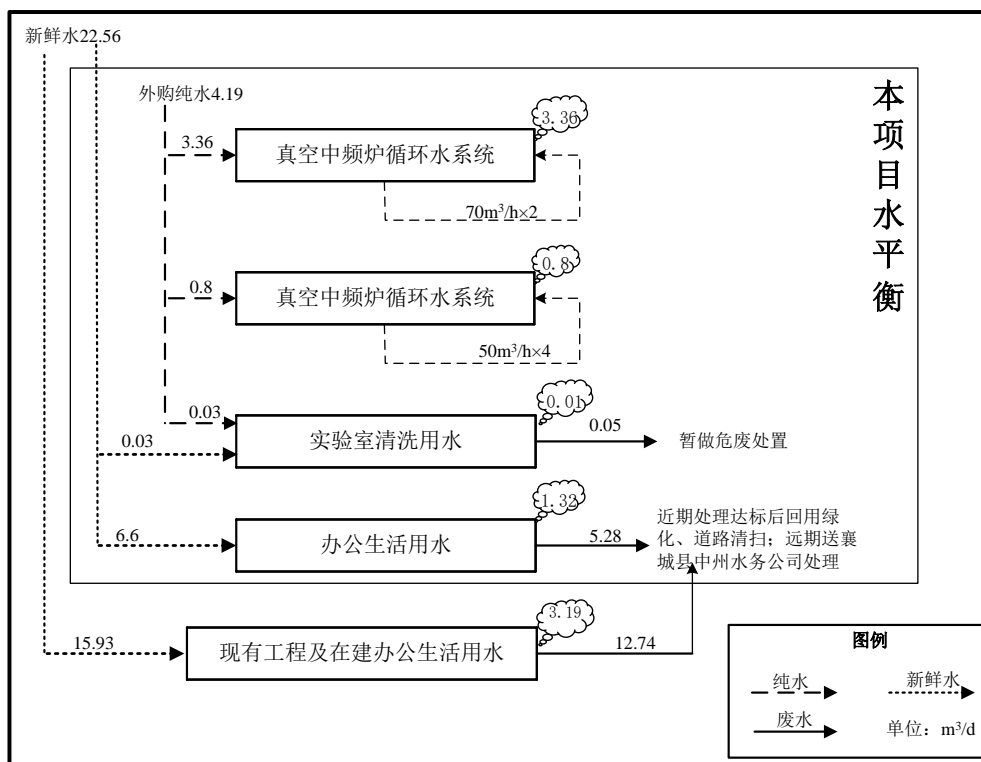 新鲜水22.56
外购纯水4.19
本项目水平衡
3.36
3.36
真空中频炉循环水系统
70m³/h×2
0.8
0.8
真空中频炉循环水系统
50m³/h×4
0.03
0.01
0.03
实验室清洗用水
0.05
暂做危废处置
1.32
6.6
办公生活用水
5.28
近期处理达标后回用绿
化、道路清扫；远期送襄
城县中州水务公司处理
3.19
15.93
现有工程及在建办公生活用水
12.74
图例
纯水
新鲜水
废水
单位：m³/d